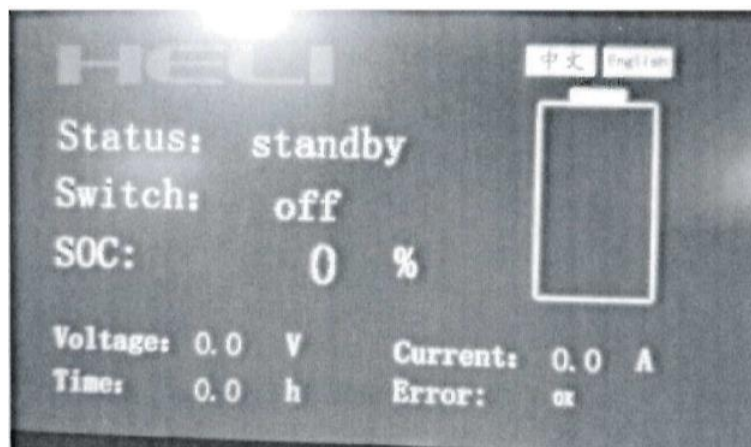 HELI
中文 English
Status: standby
Switch: off
SOC: 0 %
Voltage: 0.0 V Current: 0.0 A
Time: 0.0 h Error: OK